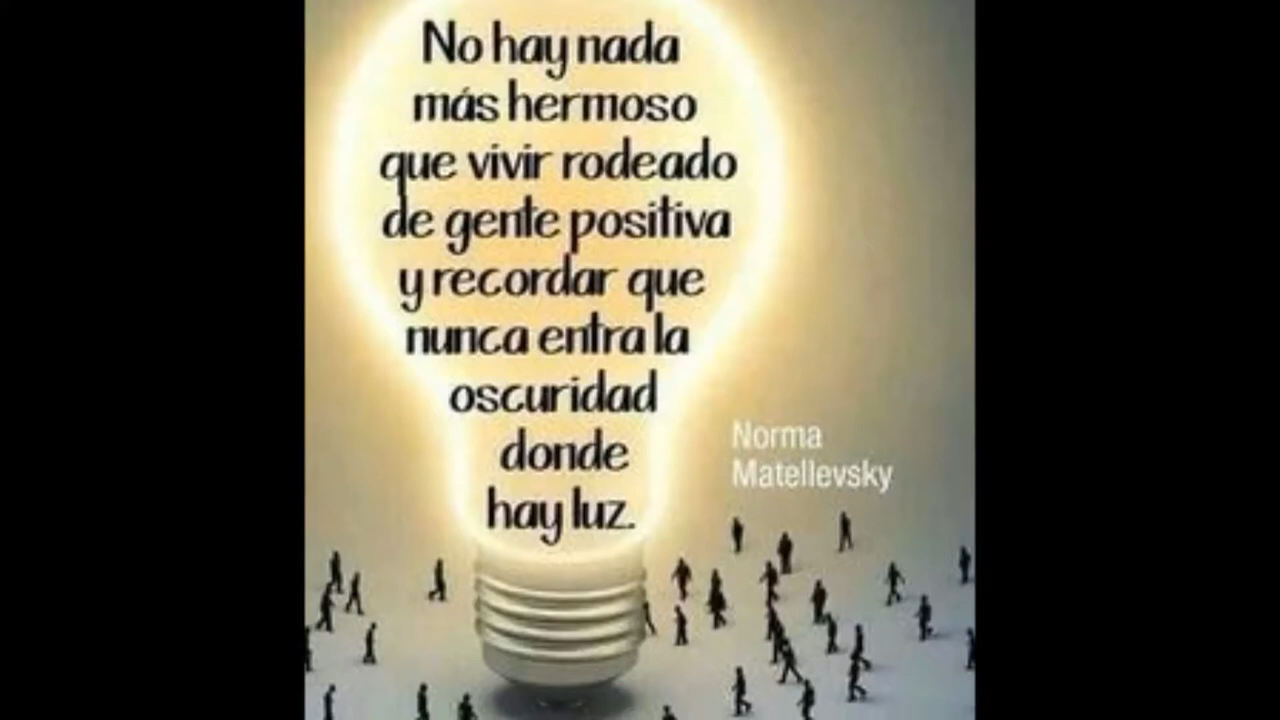 No hay nada
más hermoso
que vivir rodeado
de gente positiva
y recordar que
nunca entra la
oscuridad
donde
hay luz.
Norma
Matellevsky